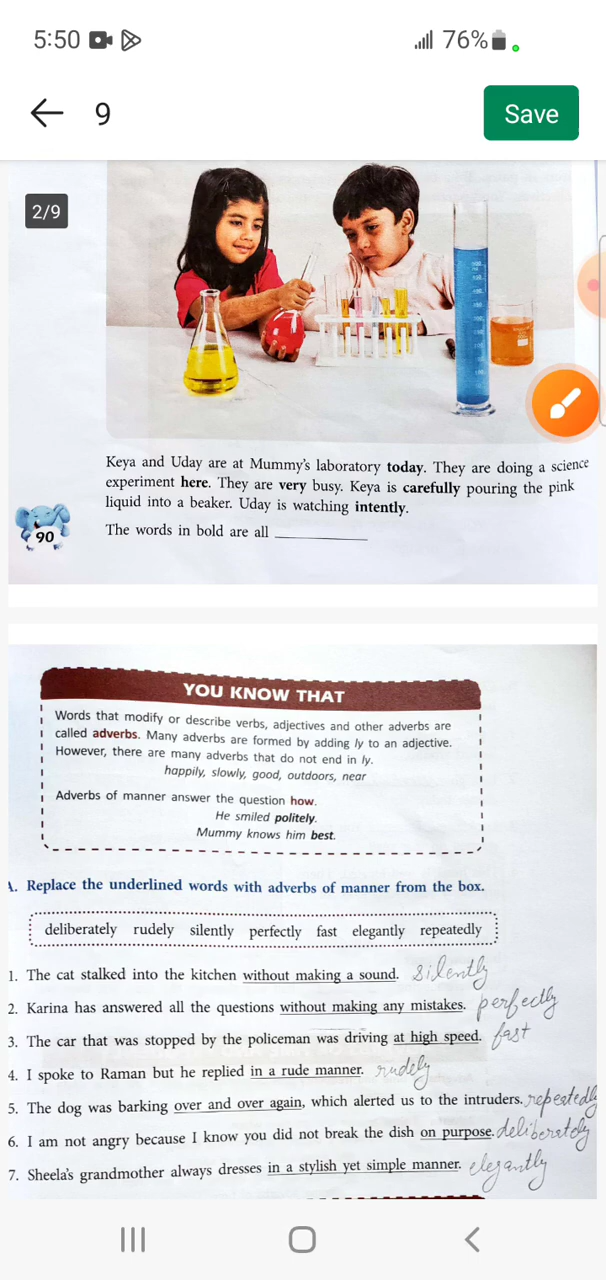 5:50 76%
9 Save
2/9
Keya and Uday are at Mummy's laboratory today. They are doing a science
experiment here. They are very busy. Keya is carefully pouring the pink
liquid into a beaker. Uday is watching intently.
90
The words in bold are all ____________
YOU KNOW THAT
Words that modify or describe verbs, adjectives and other adverbs are
called adverbs. Many adverbs are formed by adding ly to an adjective.
However, there are many adverbs that do not end in ly.
happily, slowly, good, outdoors, near
Adverbs of manner answer the question how.
He smiled politely.
Mummy knows him best.
A. Replace the underlined words with adverbs of manner from the box.
deliberately rudely silently perfectly fast elegantly repeatedly
1. The cat stalked into the kitchen without making a sound. silently
2. Karina has answered all the questions without making any mistakes. perfectly
3. The car that was stopped by the policeman was driving at high speed. fast
4. I spoke to Raman but he replied in a rude manner. rudely
5. The dog was barking over and over again, which alerted us to the intruders. repeatedly
6. I am not angry because I know you did not break the dish on purpose. deliberately
7. Sheela's grandmother always dresses in a stylish yet simple manner. elegantly